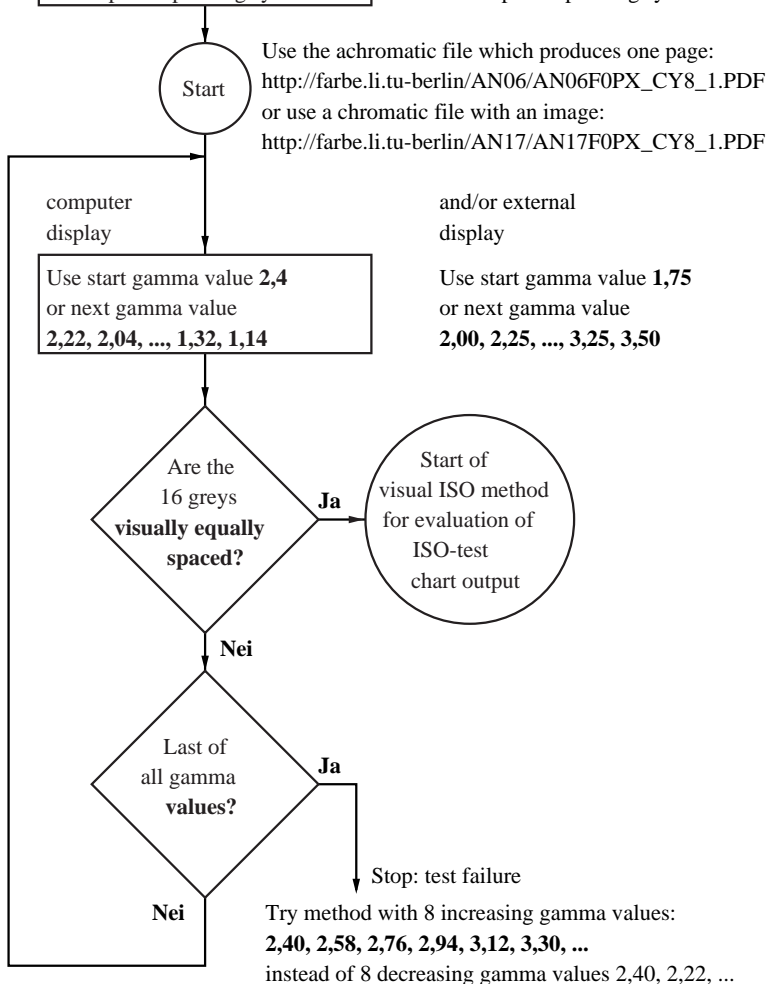 Start
Use the achromatic file which produces one page:
http://farbe.li.tu-berlin/AN06/AN06F0PX_CY8_1.PDF
or use a chromatic file with an image:
http://farbe.li.tu-berlin/AN17/AN17F0PX_CY8_1.PDF
computer
display
and/or external
display
Use start gamma value 2,4
or next gamma value
2,22, 2,04, ..., 1,32, 1,14
Use start gamma value 1,75
or next gamma value
2,00, 2,25, ..., 3,25, 3,50
Are the
16 greys
visually equally
spaced?
Ja
Start of
visual ISO method
for evaluation of
ISO-test
chart output
Nei
Last of
all gamma
values?
Ja
Stop: test failure
Nei
Try method with 8 increasing gamma values:
2,40, 2,58, 2,76, 2,94, 3,12, 3,30, ...
instead of 8 decreasing gamma values 2,40, 2,22, ...